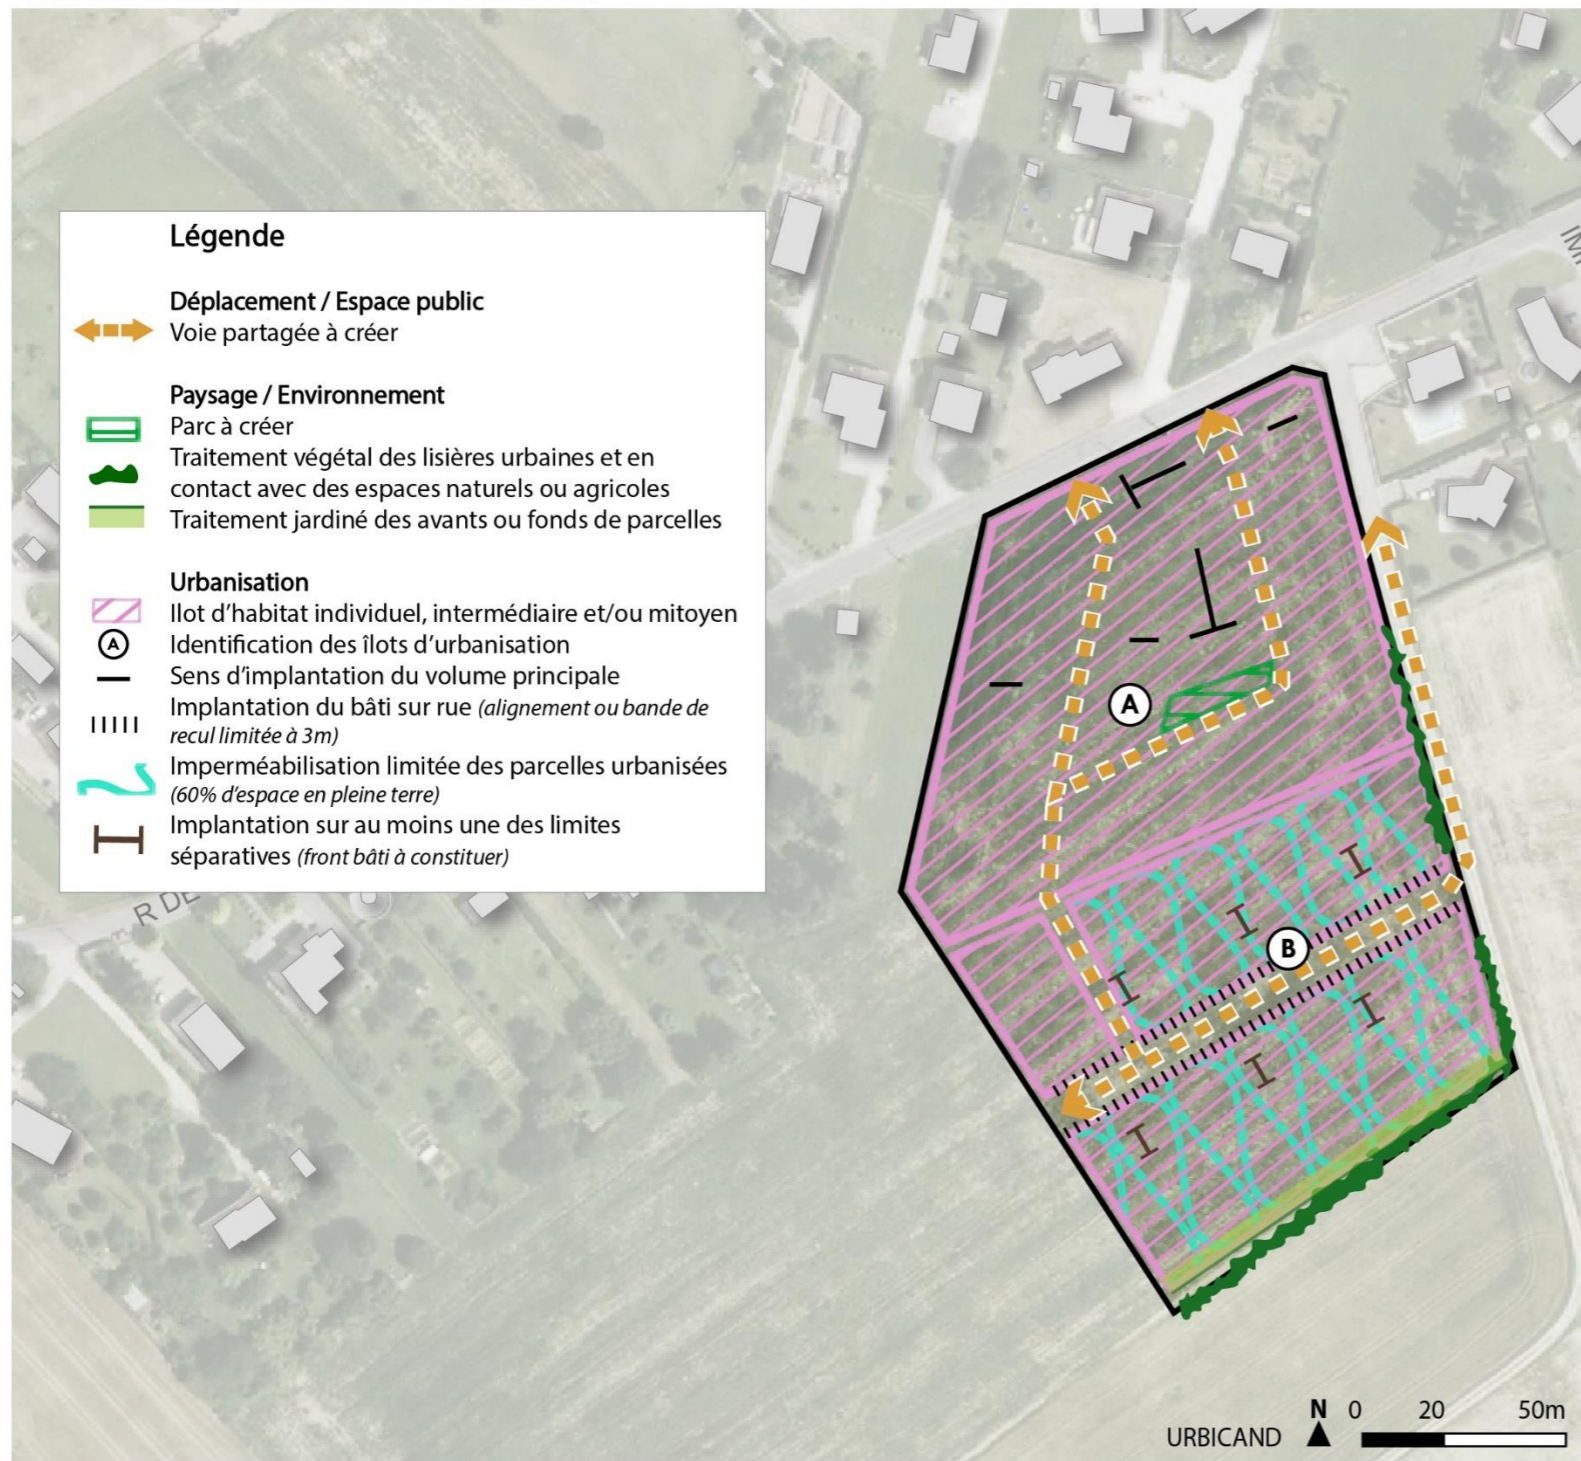 Légende
Déplacement / Espace public
Voie partagée à créer
Paysage / Environnement
Parc à créer
Traitement végétal des lisières urbaines et en
contact avec des espaces naturels ou agricoles
Traitement jardiné des avants ou fonds de parcelles
Urbanisation
Ilot d'habitat individuel, intermédiaire et/ou mitoyen
A
Identification des îlots d'urbanisation
Sens d'implantation du volume principale
Implantation du bâti sur rue (alignement ou bande de
recul limitée à 3m)
Imperméabilisation limitée des parcelles urbanisées
(60% d'espace en pleine terre)
Implantation sur au moins une des limites
séparatives (front bâti à constituer)
R DE
A
B
URBICAND
N
0 20 50m